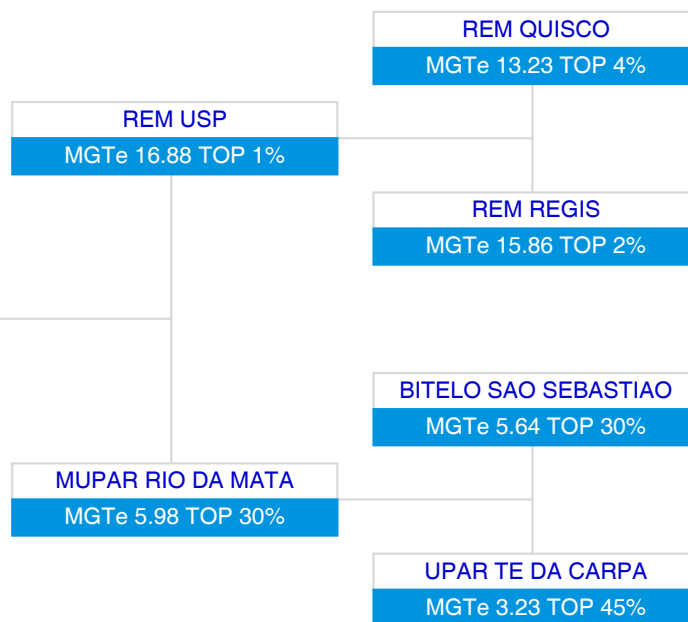 REM QUISCO
MGTe 13.23 TOP 4%
REM USP
MGTe 16.88 TOP 1%
REM REGIS
MGTe 15.86 TOP 2%
BITELO SAO SEBASTIAO
MGTe 5.64 TOP 30%
MUPAR RIO DA MATA
MGTe 5.98 TOP 30%
UPAR TE DA CARPA
MGTe 3.23 TOP 45%